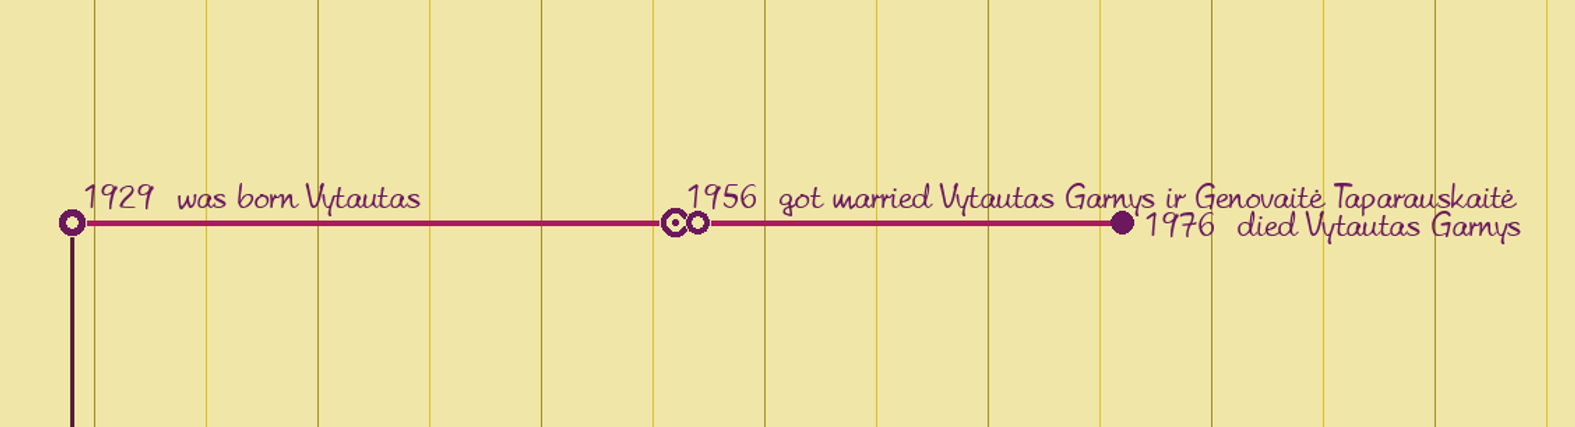 1929 was born Vytautas
1956 got married Vytautas Garnys ir Genovaitė Taparauskaitė
1976 died Vytautas Garnys